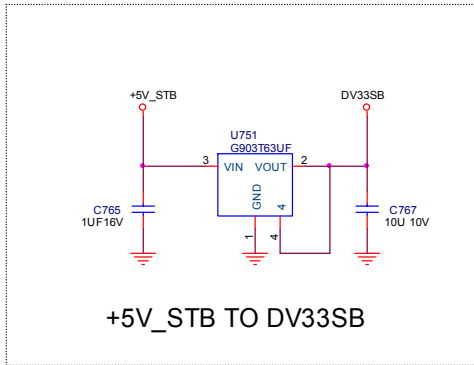 +5V_STB
DV33SB
U751
G903T63UF
3
VIN
VOUT
2
GND
4
C765
1UF16V
1
4
C767
10U 10V
+5V_STB TO DV33SB